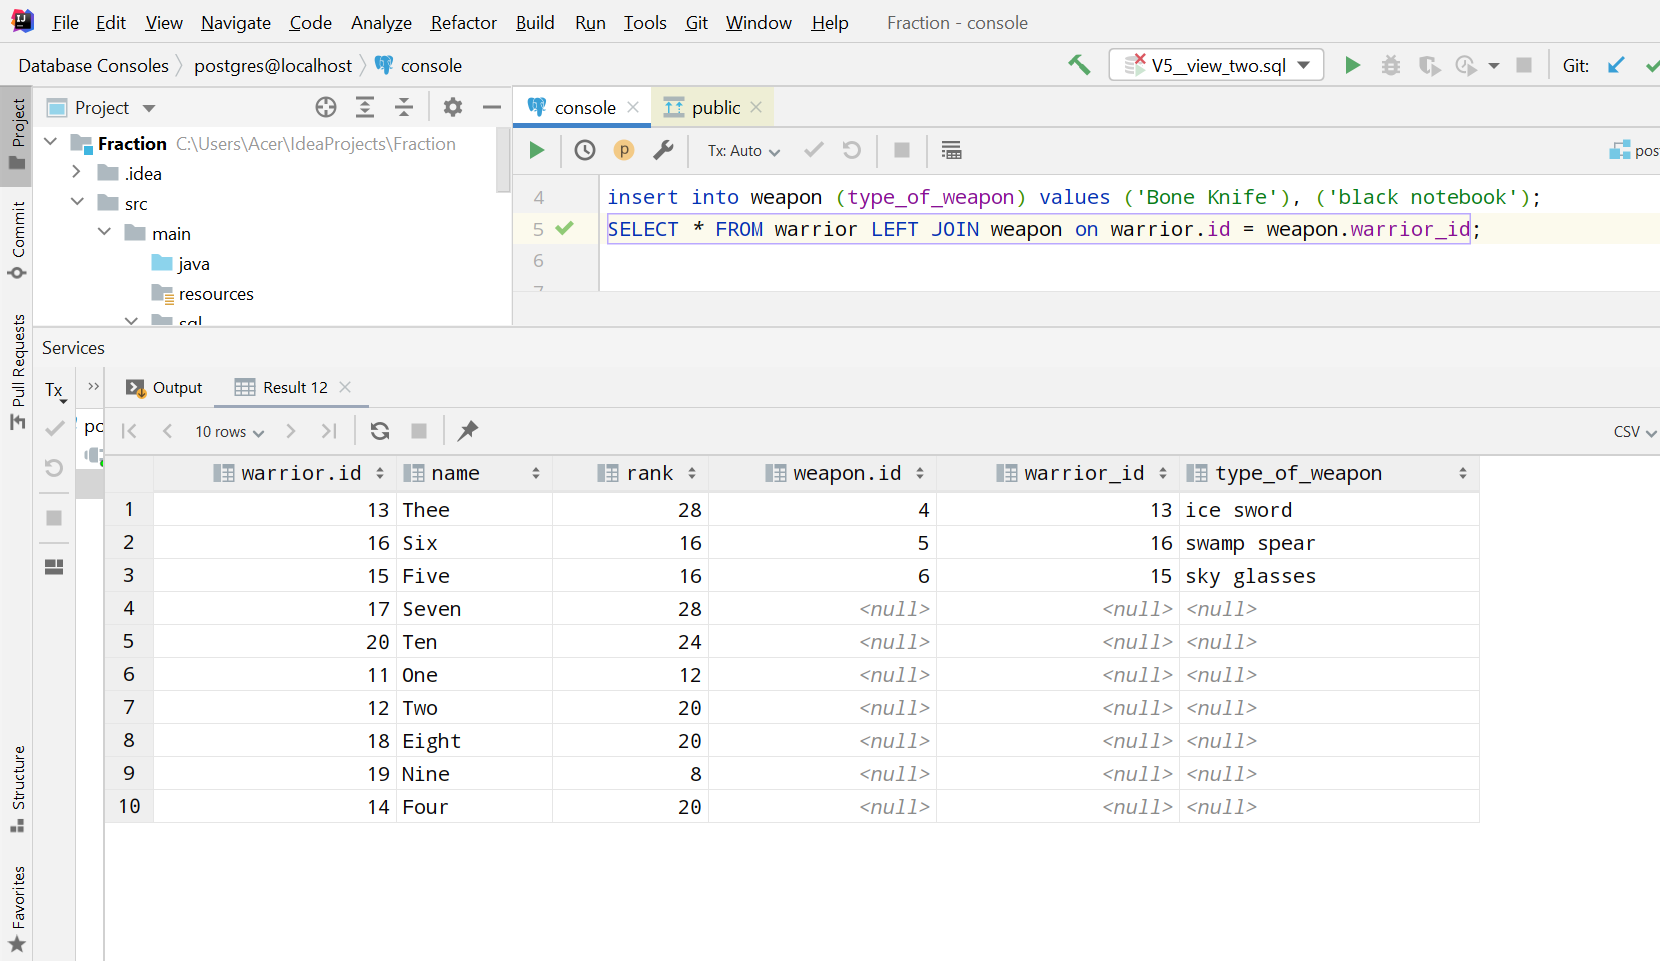 File Edit View Navigate Code Analyze Refactor Build Run Tools Git Window Help Fraction - console
Database Consoles postgres@localhost console V5__view_two.sql Git:
Project
Project
console
public
Fraction C:\Users\Acer\IdeaProjects\Fraction
.idea
src
main
java
resources
sql
Commit
Pull Requests
Structure
Favorites
p Tx: Auto pos
4 insert into weapon (type_of_weapon) values ('Bone Knife'), ('black notebook');
5 SELECT * FROM warrior LEFT JOIN weapon on warrior.id = weapon.warrior_id;
6
7
Services
Tx
Output Result 12
po
10 rows CSV
warrior.id name rank weapon.id warrior_id type_of_weapon
1 13 Thee 28 4 13 ice sword
2 16 Six 16 5 16 swamp spear
3 15 Five 16 6 15 sky glasses
4 17 Seven 28 <null> <null> <null>
5 20 Ten 24 <null> <null> <null>
6 11 One 12 <null> <null> <null>
7 12 Two 20 <null> <null> <null>
8 18 Eight 20 <null> <null> <null>
9 19 Nine 8 <null> <null> <null>
10 14 Four 20 <null> <null> <null>